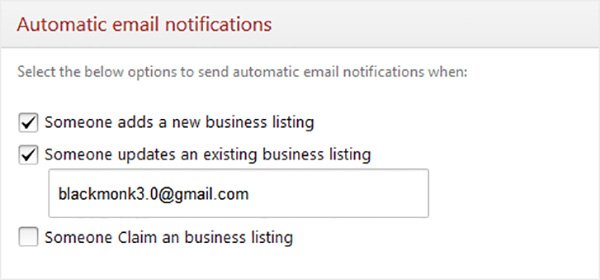 Automatic email notifications
Select the below options to send automatic email notifications when:
Someone adds a new business listing
Someone updates an existing business listing
blackmonk3.0@gmail.com
Someone Claim an business listing